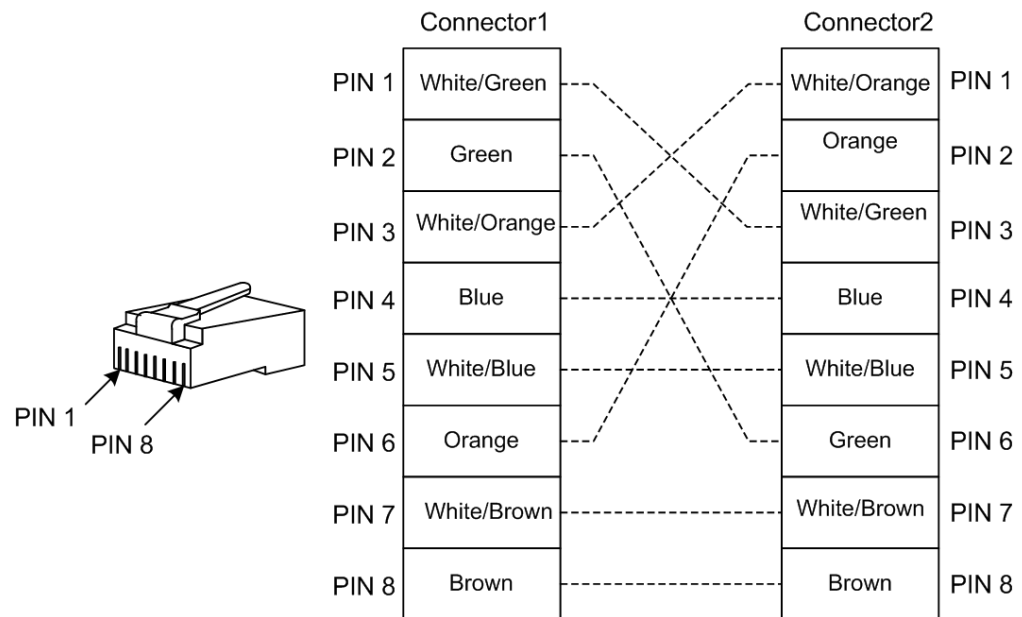 Connector1 Connector2
PIN 1 White/Green White/Orange PIN 1
PIN 2 Green Orange PIN 2
PIN 3 White/Orange White/Green PIN 3
PIN 4 Blue Blue PIN 4
PIN 5 White/Blue White/Blue PIN 5
PIN 6 Orange Green PIN 6
PIN 7 White/Brown White/Brown PIN 7
PIN 8 Brown Brown PIN 8
PIN 1
PIN 8